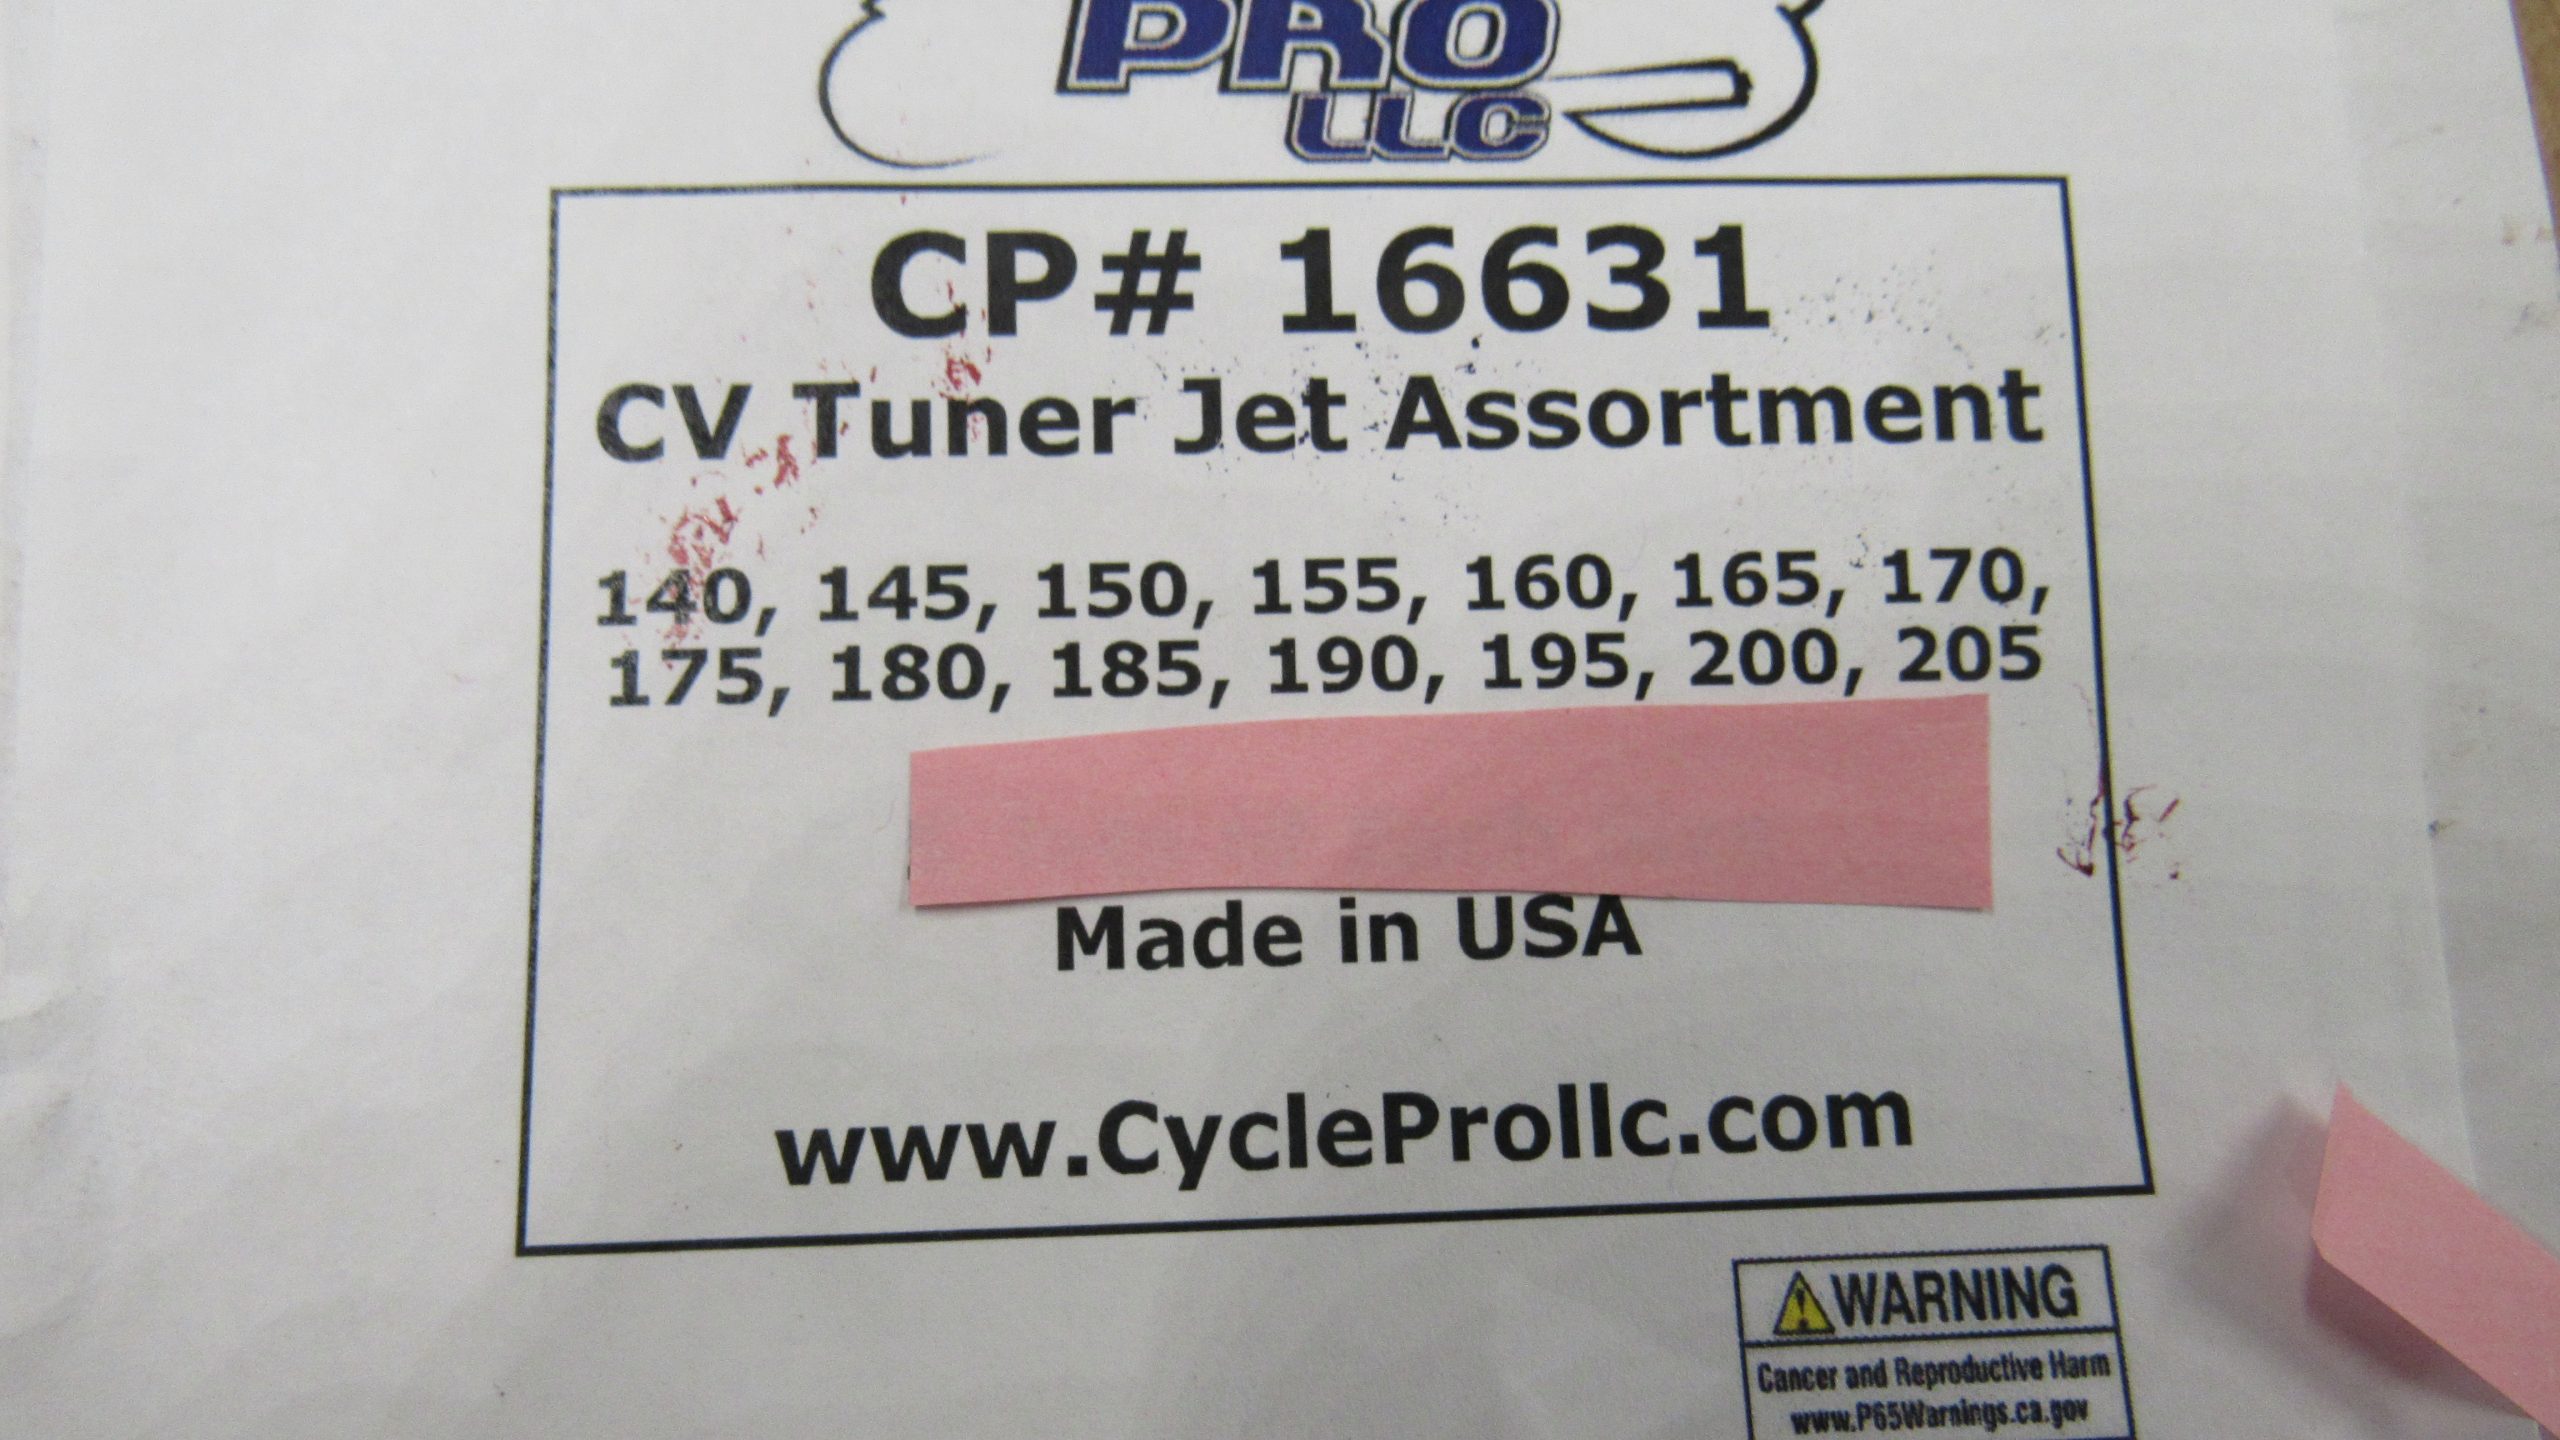 PRO
LLC
CP# 16631
CV Tuner Jet Assortment
140, 145, 150, 155, 160, 165, 170,
175, 180, 185, 190, 195, 200, 205
Made in USA
www.CycleProllc.com
WARNING
Cancer and Reproductive Harm
www.P65Warnings.ca.gov